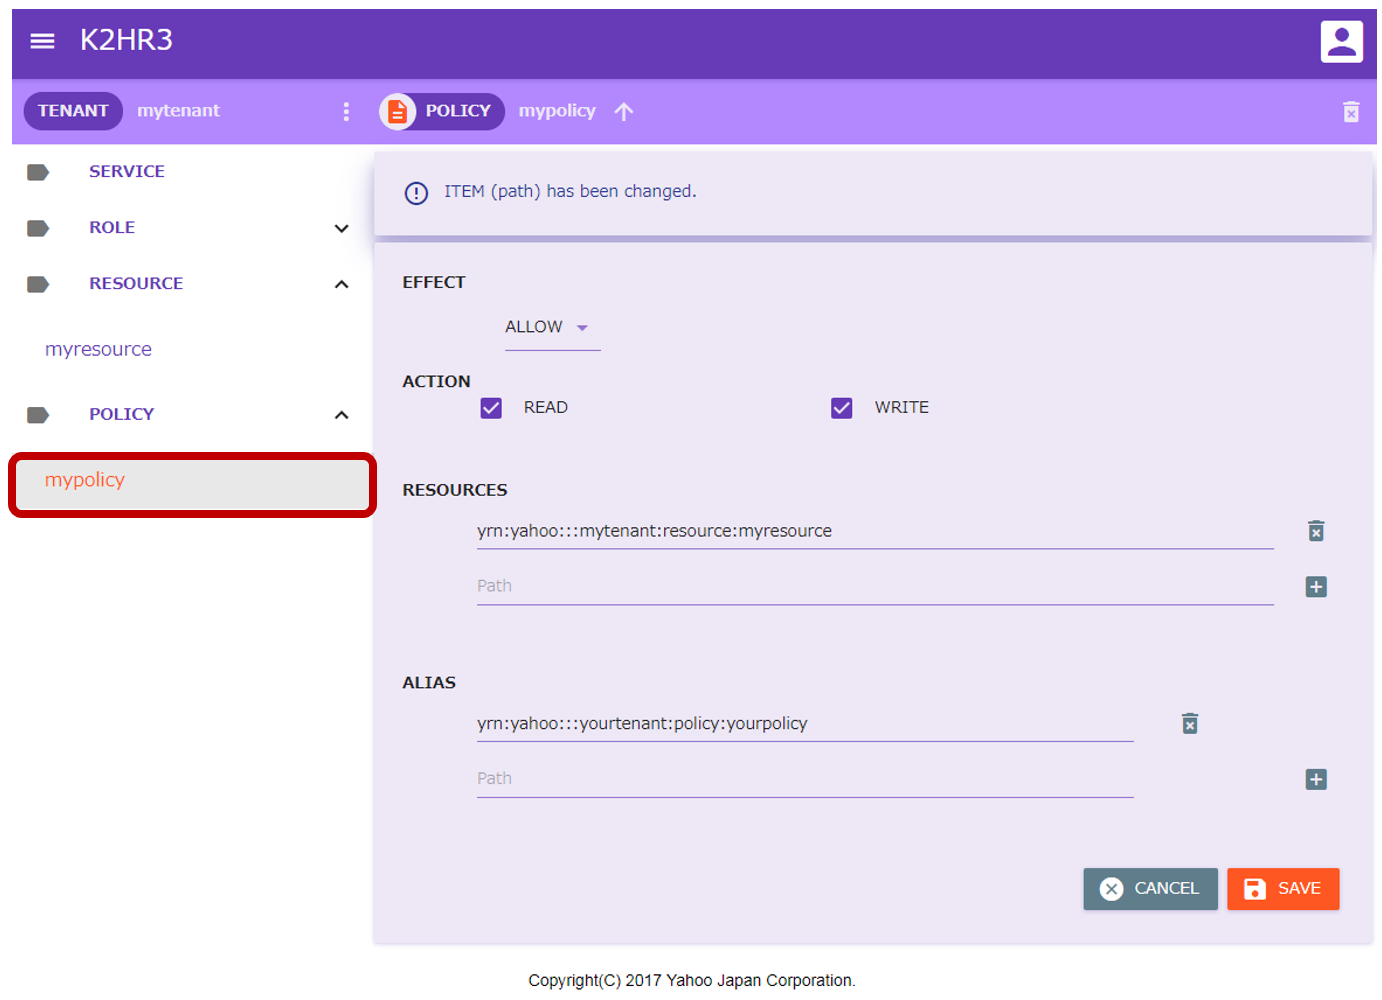 K2HR3
TENANT mytenant
POLICY mypolicy
SERVICE
ROLE
RESOURCE
myresource
POLICY
mypolicy
ITEM (path) has been changed.
EFFECT
ALLOW
ACTION
READ WRITE
RESOURCES
yrn:yahoo:::mytenant:resource:myresource
Path
ALIAS
yrn:yahoo:::yourtenant:policy:yourpolicy
Path
CANCEL SAVE
Copyright(C) 2017 Yahoo Japan Corporation.